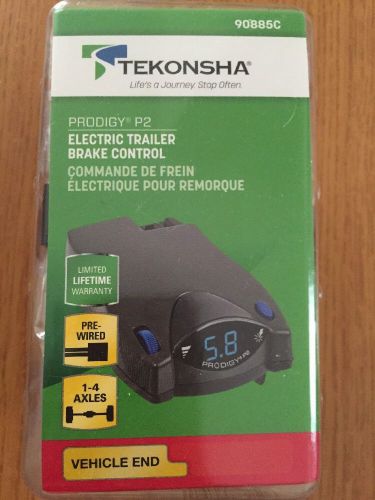 90885C
TEKONSHA®
Life's a Journey. Stop Often.
PRODIGY® P2
ELECTRIC TRAILER
BRAKE CONTROL
COMMANDE DE FREIN
ÉLECTRIQUE POUR REMORQUE
LIMITED
LIFETIME
WARRANTY
PRE-
WIRED
5.8
PRODIGY® P2
1-4
AXLES
VEHICLE END